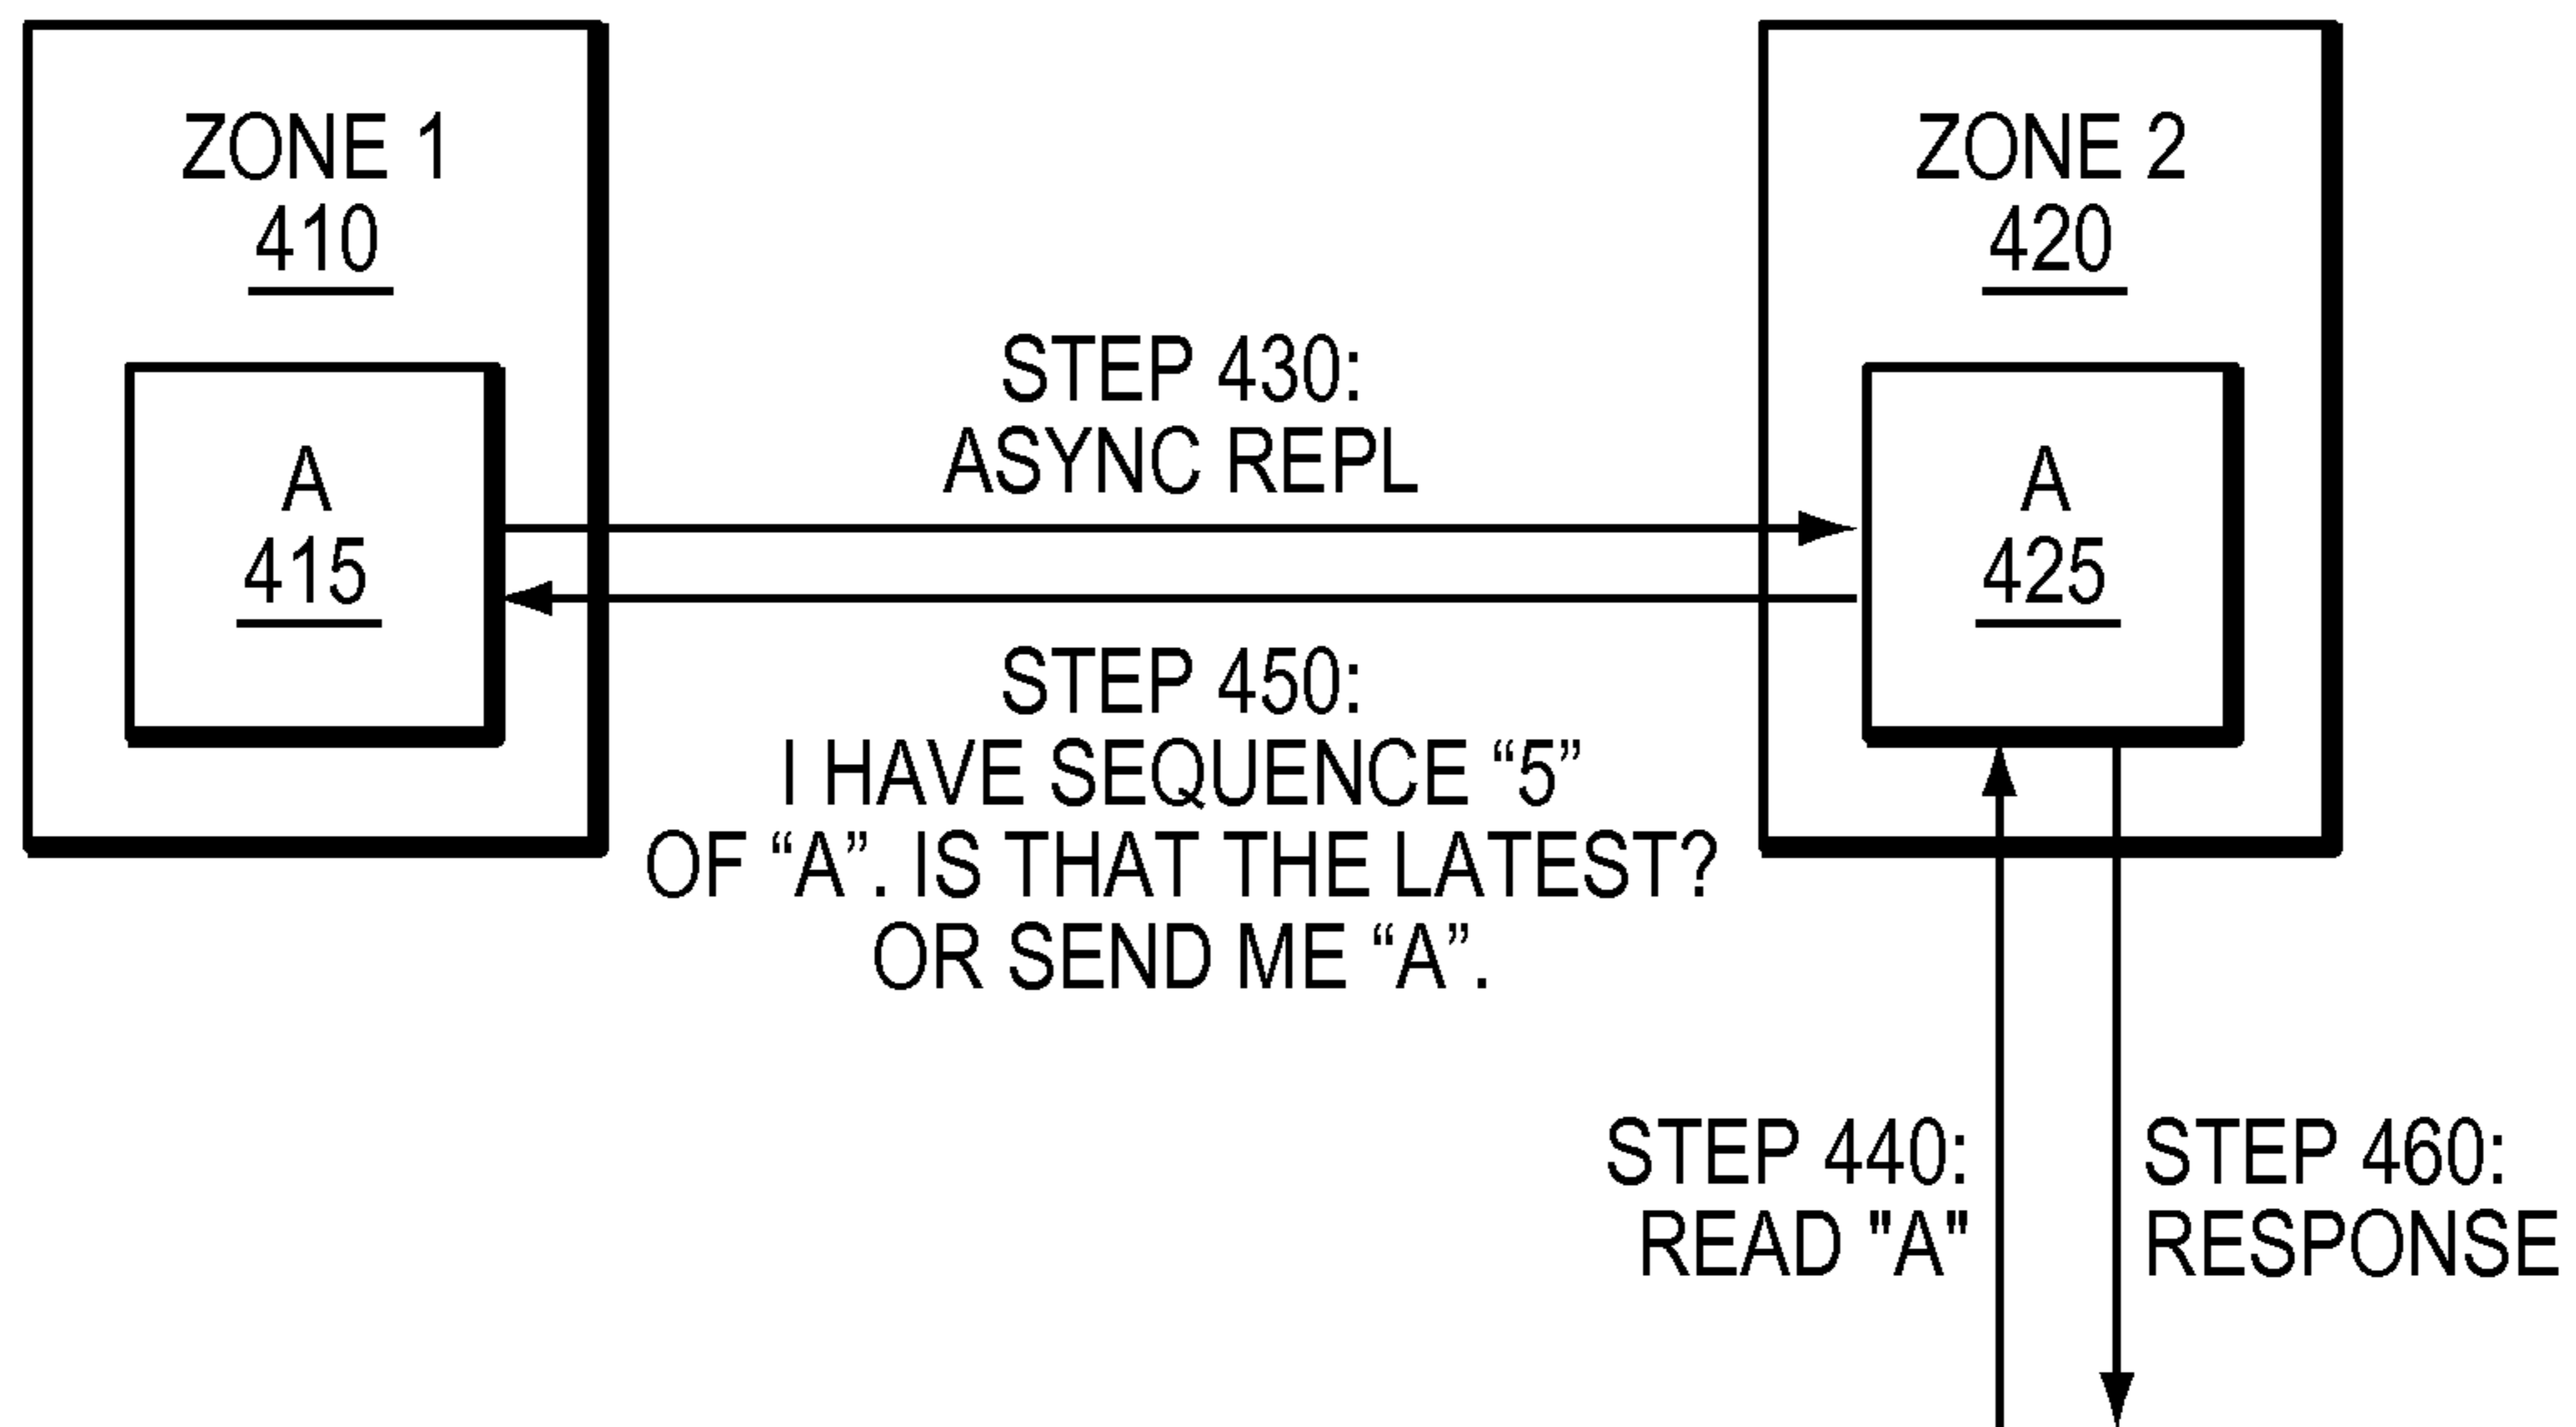 ZONE 1
410
A
415
ZONE 2
420
A
425
STEP 430:
ASYNC REPL
STEP 450:
I HAVE SEQUENCE “5”
OF “A”. IS THAT THE LATEST?
OR SEND ME “A”.
STEP 440:
READ "A"
STEP 460:
RESPONSE